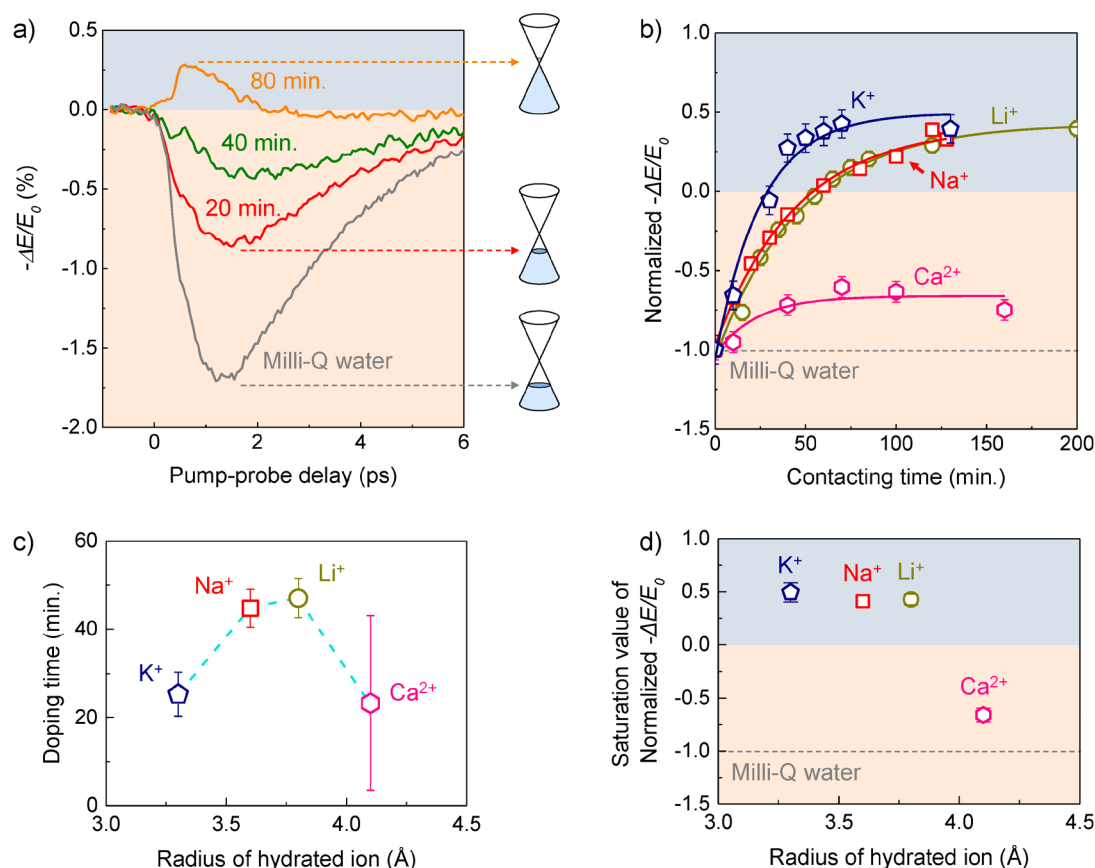 a)
0.5
0.0
-0.5
-1.0
-1.5
-2.0
-ΔE/E₀ (%)
80 min.
40 min.
20 min.
Milli-Q water
0 2 4 6
Pump-probe delay (ps)
b)
1.0
0.5
0.0
-0.5
-1.0
-1.5
Normalized -ΔE/E₀
K⁺
Li⁺
Na⁺
Ca²⁺
Milli-Q water
0 50 100 150 200
Contacting time (min.)
c)
60
40
20
0
Doping time (min.)
Na⁺
Li⁺
K⁺
Ca²⁺
3.0 3.5 4.0 4.5
Radius of hydrated ion (Å)
d)
1.0
0.5
0.0
-0.5
-1.0
-1.5
Saturation value of
Normalized -ΔE/E₀
K⁺ Na⁺ Li⁺
Ca²⁺
Milli-Q water
3.0 3.5 4.0 4.5
Radius of hydrated ion (Å)